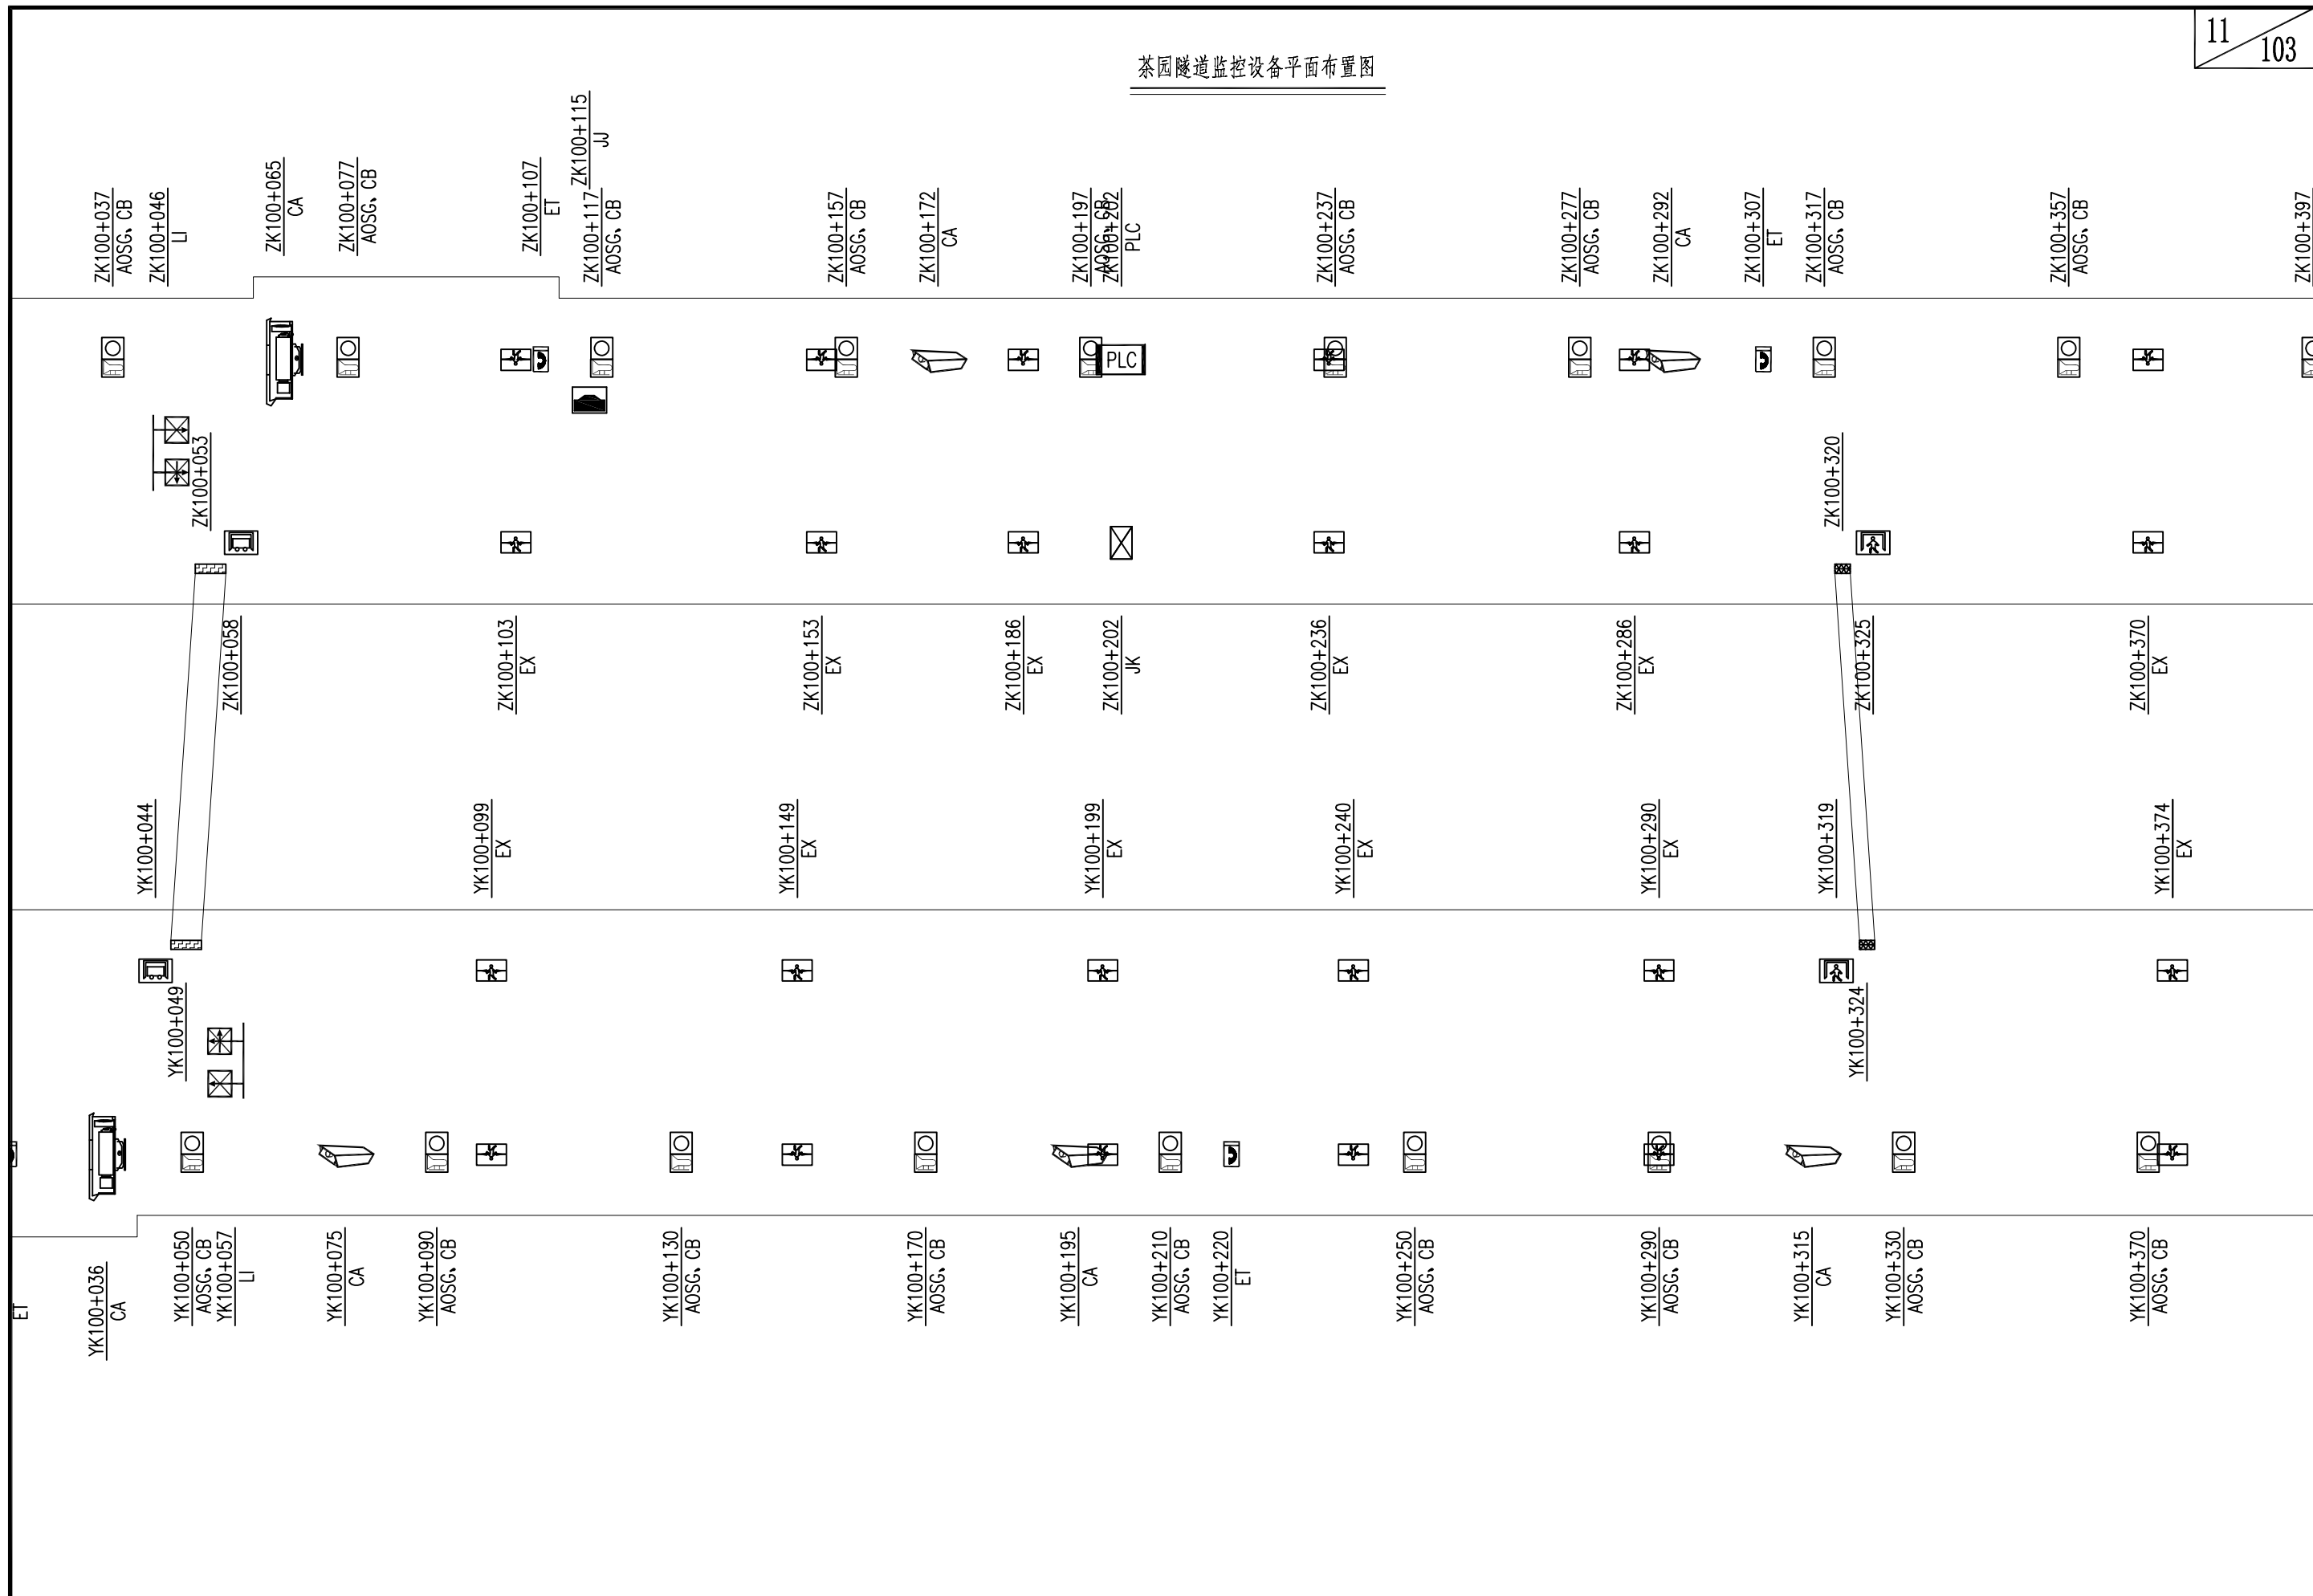 11
103
茶园隧道监控设备平面布置图
ZK100+037
AOSG、CB
ZK100+046
LI
ZK100+065
CA
ZK100+077
AOSG、CB
ZK100+107
ET
ZK100+115
JJ
ZK100+117
AOSG、CB
ZK100+157
AOSG、CB
ZK100+172
CA
ZK100+197
AOSG、CB
ZK100+202
PLC
ZK100+237
AOSG、CB
ZK100+277
AOSG、CB
ZK100+292
CA
ZK100+307
ET
ZK100+317
AOSG、CB
ZK100+357
AOSG、CB
ZK100+397
PLC
ZK100+053
ZK100+320
ZK100+058
ZK100+103
EX
ZK100+153
EX
ZK100+186
EX
ZK100+202
JK
ZK100+236
EX
ZK100+286
EX
ZK100+325
ZK100+370
EX
YK100+044
YK100+099
EX
YK100+149
EX
YK100+199
EX
YK100+240
EX
YK100+290
EX
YK100+319
YK100+374
EX
YK100+049
YK100+324
ET
YK100+036
CA
YK100+050
AOSG、CB
YK100+057
LI
YK100+075
CA
YK100+090
AOSG、CB
YK100+130
AOSG、CB
YK100+170
AOSG、CB
YK100+195
CA
YK100+210
AOSG、CB
YK100+220
ET
YK100+250
AOSG、CB
YK100+290
AOSG、CB
YK100+315
CA
YK100+330
AOSG、CB
YK100+370
AOSG、CB